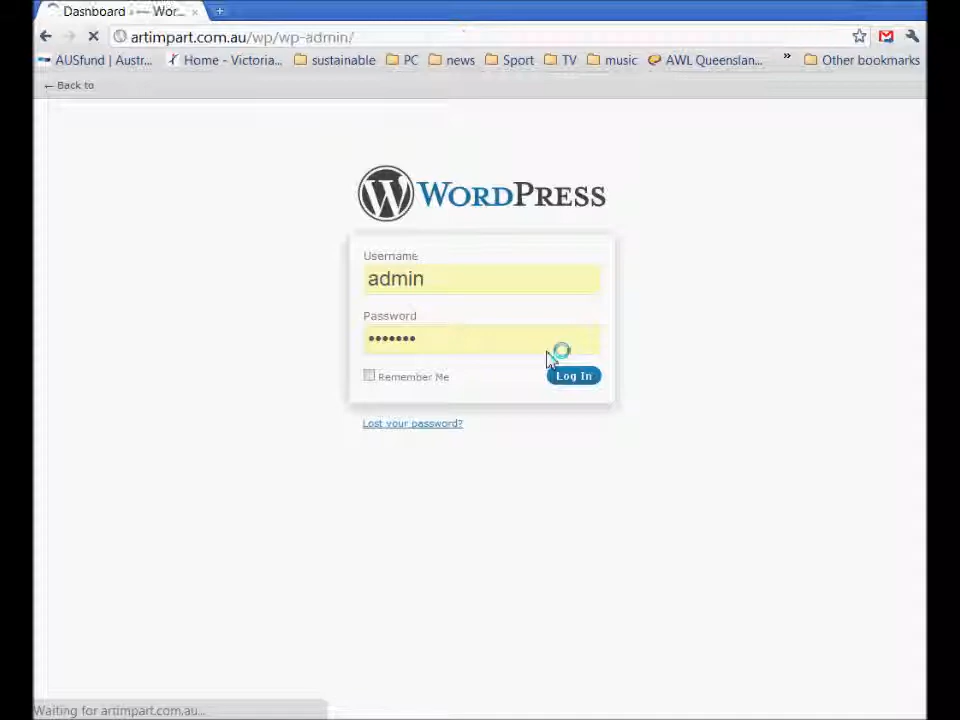 Dashboard ‹ — Wor...
artimpart.com.au/wp/wp-admin/
AUSfund | Austr... Home - Victoria... sustainable PC news Sport TV music AWL Queenslan... » Other bookmarks
← Back to
WORDPRESS
Username
admin
Password
•••••••
Remember Me
Log In
Lost your password?
Waiting for artimpart.com.au...